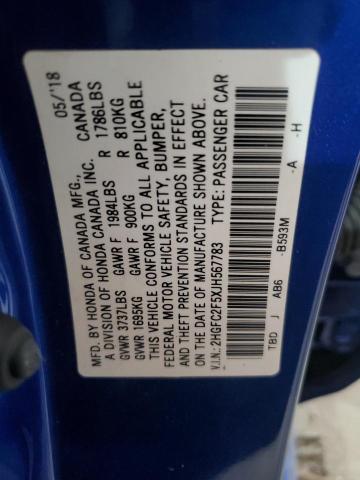 MFD. BY HONDA OF CANADA MFG., 05/'18
A DIVISION OF HONDA CANADA INC. CANADA
GVWR 3737LBS GAWR F 1984LBS R 1786LBS
GVWR 1695KG GAWR F 900KG R 810KG
THIS VEHICLE CONFORMS TO ALL APPLICABLE
FEDERAL MOTOR VEHICLE SAFETY, BUMPER,
AND THEFT PREVENTION STANDARDS IN EFFECT
ON THE DATE OF MANUFACTURE SHOWN ABOVE.
V.I.N.: 2HGFC2F5XJH567783 TYPE: PASSENGER CAR
TBD J AB6 -B593M -A -H